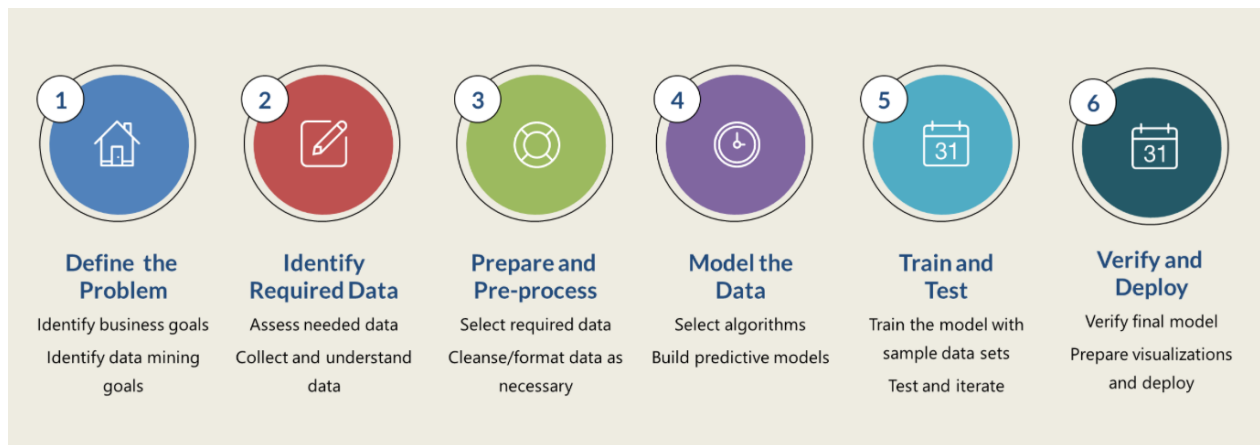 1
Define the
Problem
Identify business goals
Identify data mining
goals
2
Identify
Required Data
Assess needed data
Collect and understand
data
3
Prepare and
Pre-process
Select required data
Cleanse/format data as
necessary
4
Model the
Data
Select algorithms
Build predictive models
5
31
Train and
Test
Train the model with
sample data sets
Test and iterate
6
31
Verify and
Deploy
Verify final model
Prepare visualizations
and deploy